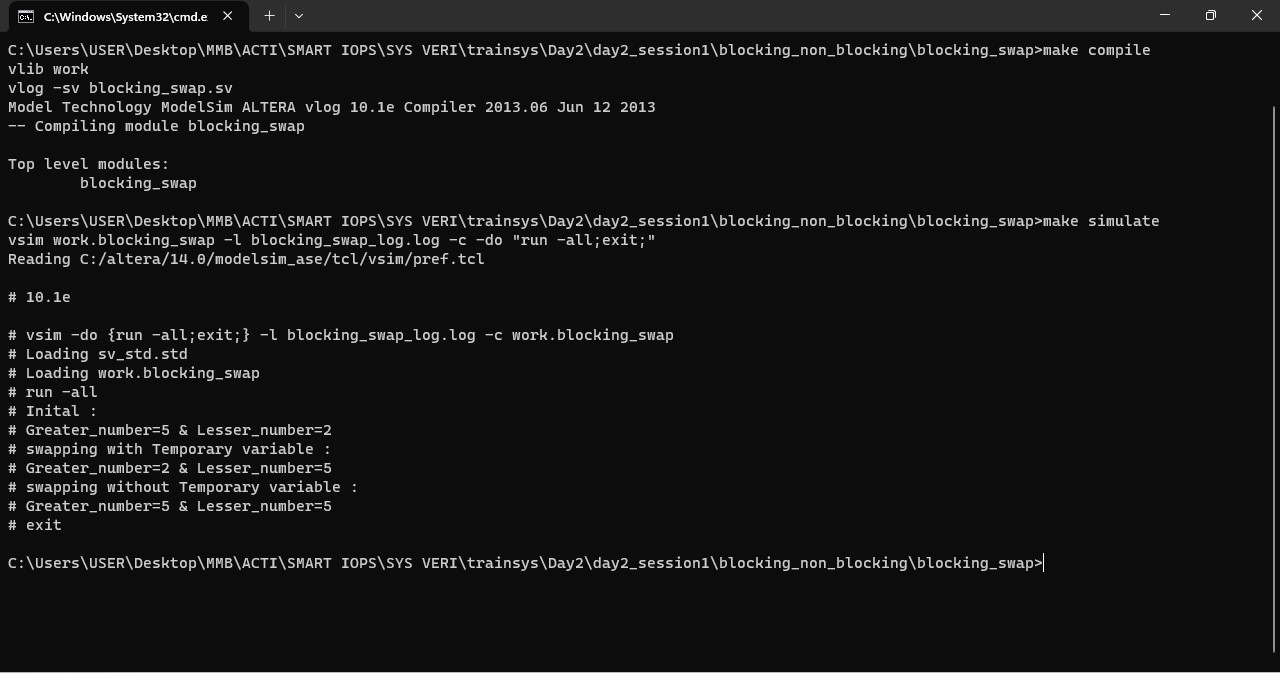 C:\Windows\System32\cmd.e
C:\Users\USER\Desktop\MMB\ACTI\SMART IOPS\SYS VERI\trainsys\Day2\day2_session1\blocking_non_blocking\blocking_swap>make compile
vlib work
vlog -sv blocking_swap.sv
Model Technology ModelSim ALTERA vlog 10.1e Compiler 2013.06 Jun 12 2013
-- Compiling module blocking_swap
Top level modules:
blocking_swap
C:\Users\USER\Desktop\MMB\ACTI\SMART IOPS\SYS VERI\trainsys\Day2\day2_session1\blocking_non_blocking\blocking_swap>make simulate
vsim work.blocking_swap -l blocking_swap_log.log -c -do "run -all;exit;"
Reading C:/altera/14.0/modelsim_ase/tcl/vsim/pref.tcl
# 10.1e
# vsim -do {run -all;exit;} -l blocking_swap_log.log -c work.blocking_swap
# Loading sv_std.std
# Loading work.blocking_swap
# run -all
# Inital :
# Greater_number=5 & Lesser_number=2
# swapping with Temporary variable :
# Greater_number=2 & Lesser_number=5
# swapping without Temporary variable :
# Greater_number=5 & Lesser_number=5
# exit
C:\Users\USER\Desktop\MMB\ACTI\SMART IOPS\SYS VERI\trainsys\Day2\day2_session1\blocking_non_blocking\blocking_swap>